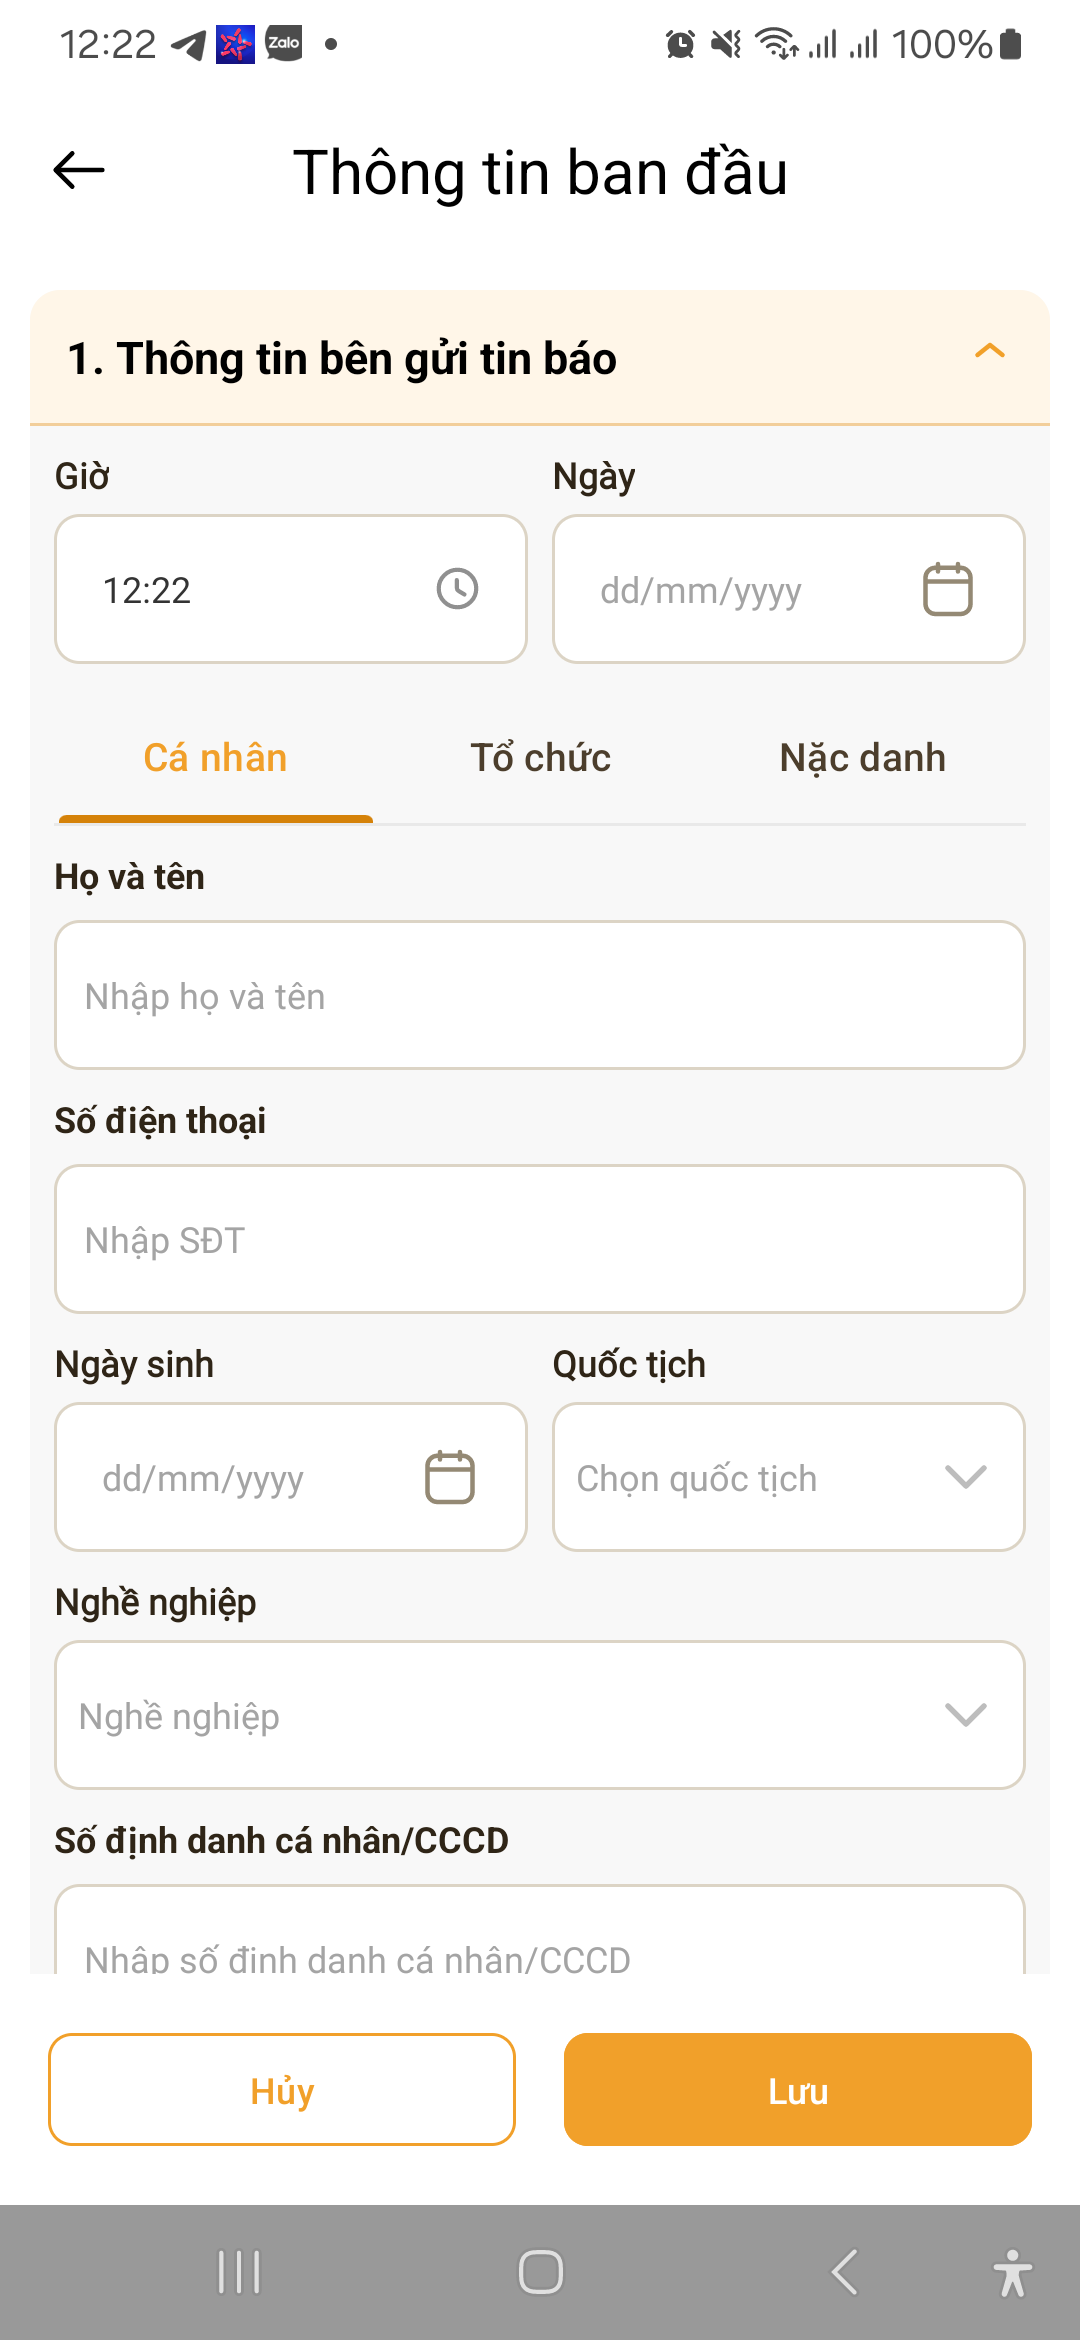 12:22 Zalo 100%
Thông tin ban đầu
1. Thông tin bên gửi tin báo
Giờ Ngày
12:22 dd/mm/yyyy
Cá nhân Tổ chức Nặc danh
Họ và tên
Nhập họ và tên
Số điện thoại
Nhập SĐT
Ngày sinh Quốc tịch
dd/mm/yyyy Chọn quốc tịch
Nghề nghiệp
Nghề nghiệp
Số định danh cá nhân/CCCD
Nhập số định danh cá nhân/CCCD
Hủy Lưu